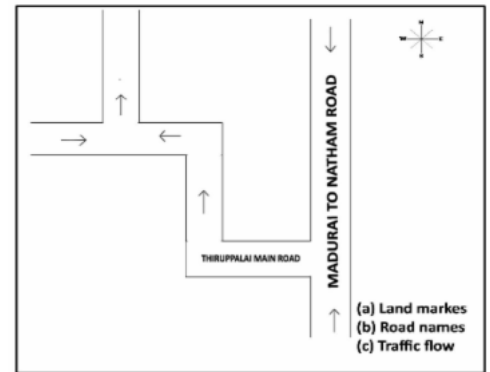 N
W E
S
MADURAI TO NATHAM ROAD
THIRUPPALAI MAIN ROAD
(a) Land markes
(b) Road names
(c) Traffic flow